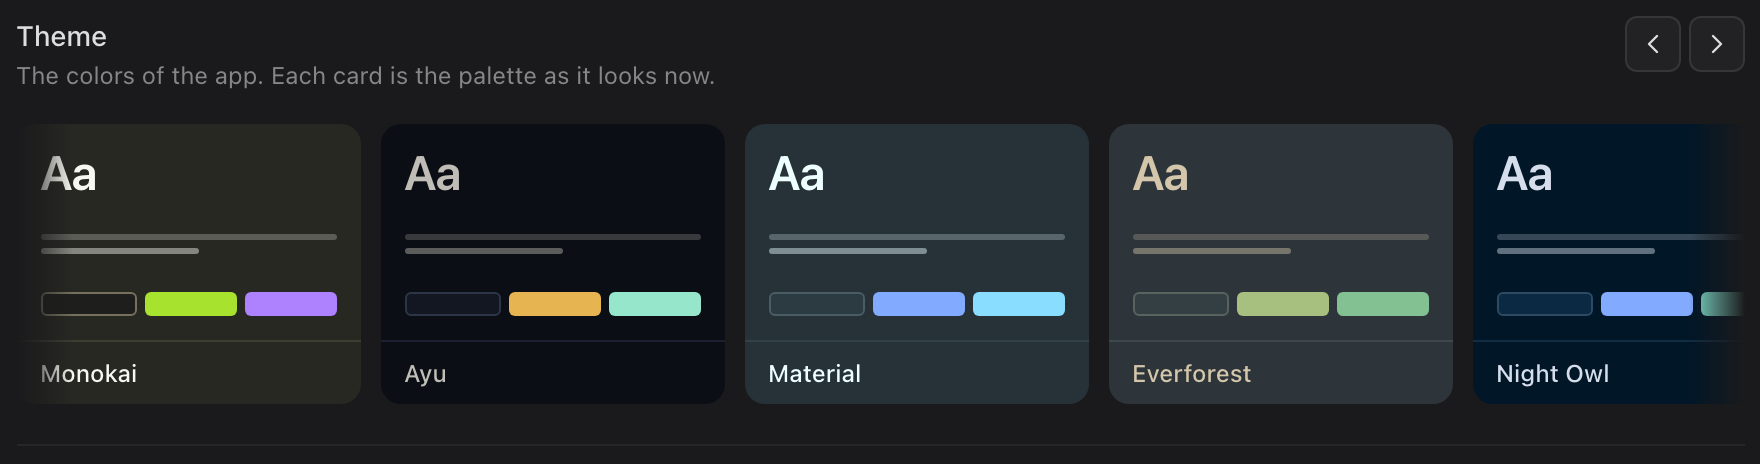 Theme
The colors of the app. Each card is the palette as it looks now.
Aa
Aa
Aa
Aa
Aa
Monokai
Ayu
Material
Everforest
Night Owl